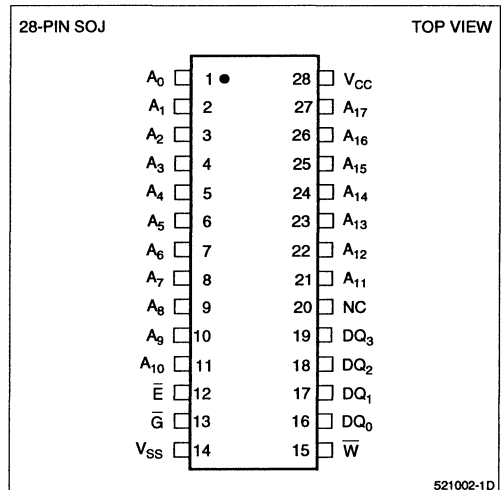 28-PIN SOJ TOP VIEW
A₀ 1 28 V_CC
A₁ 2 27 A₁₇
A₂ 3 26 A₁₆
A₃ 4 25 A₁₅
A₄ 5 24 A₁₄
A₅ 6 23 A₁₃
A₆ 7 22 A₁₂
A₇ 8 21 A₁₁
A₈ 9 20 NC
A₉ 10 19 DQ₃
A₁₀ 11 18 DQ₂
E̅ 12 17 DQ₁
G̅ 13 16 DQ₀
V_SS 14 15 W̅
521002-1D